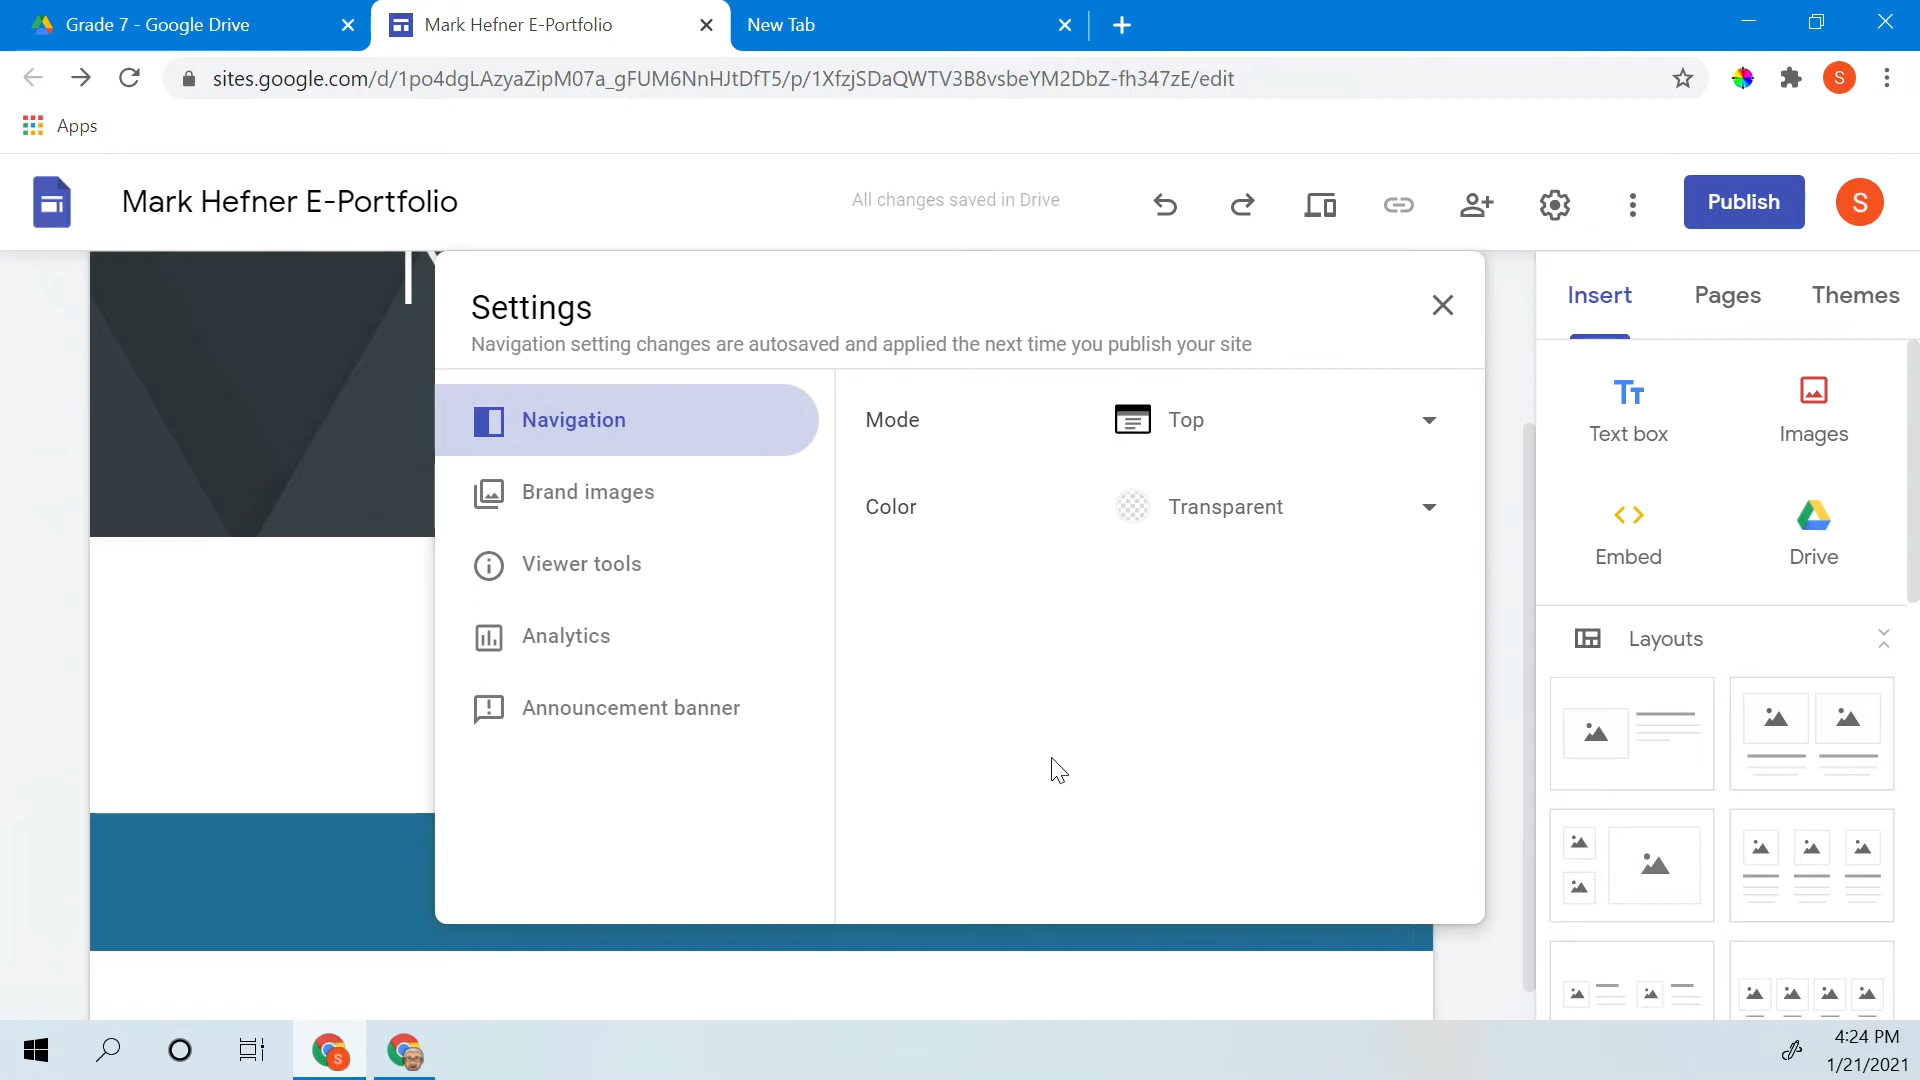 Grade 7 - Google Drive
Mark Hefner E-Portfolio
New Tab
sites.google.com/d/1po4dgLAzyaZipM07a_gFUM6NnHJtDfT5/p/1XfzjSDaQWTV3B8vsbeYM2DbZ-fh347zE/edit
S
Apps
Mark Hefner E-Portfolio
All changes saved in Drive
Publish
S
Settings
Navigation setting changes are autosaved and applied the next time you publish your site
Navigation
Brand images
Viewer tools
Analytics
Announcement banner
Mode
Top
Color
Transparent
Insert
Pages
Themes
Text box
Images
Embed
Drive
Layouts
S
4:24 PM
1/21/2021